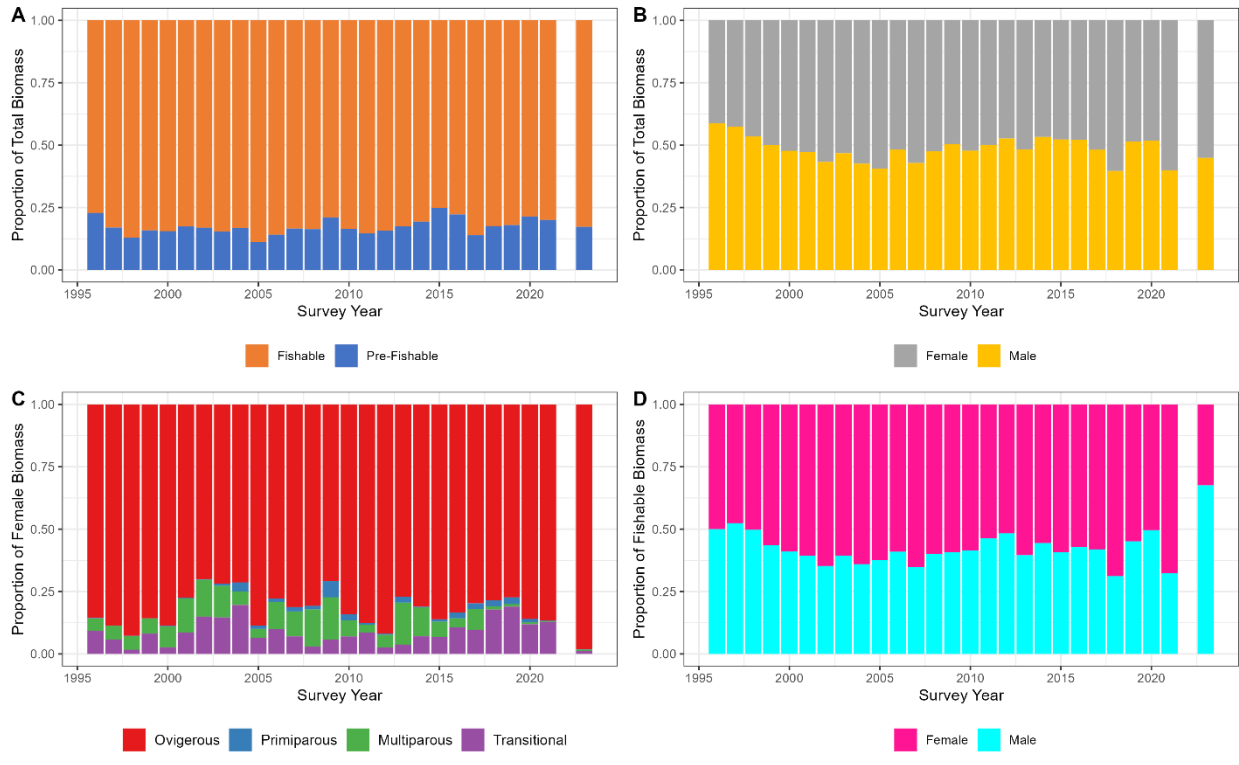 A
Proportion of Total Biomass
1.00
0.75
0.50
0.25
0.00
1995 2000 2005 2010 2015 2020
Survey Year
Fishable Pre-Fishable
B
Proportion of Total Biomass
1.00
0.75
0.50
0.25
0.00
1995 2000 2005 2010 2015 2020
Survey Year
Female Male
C
Proportion of Female Biomass
1.00
0.75
0.50
0.25
0.00
1995 2000 2005 2010 2015 2020
Survey Year
Ovigerous Primiparous Multiparous Transitional
D
Proportion of Fishable Biomass
1.00
0.75
0.50
0.25
0.00
1995 2000 2005 2010 2015 2020
Survey Year
Female Male